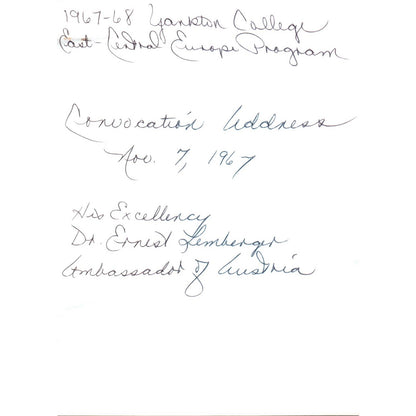 1967-68 Yankton College
East-Central Europe Program
Convocation Address
Nov. 7, 1967
His Excellency
Dr. Ernest Lemberger
Ambassador of Austria